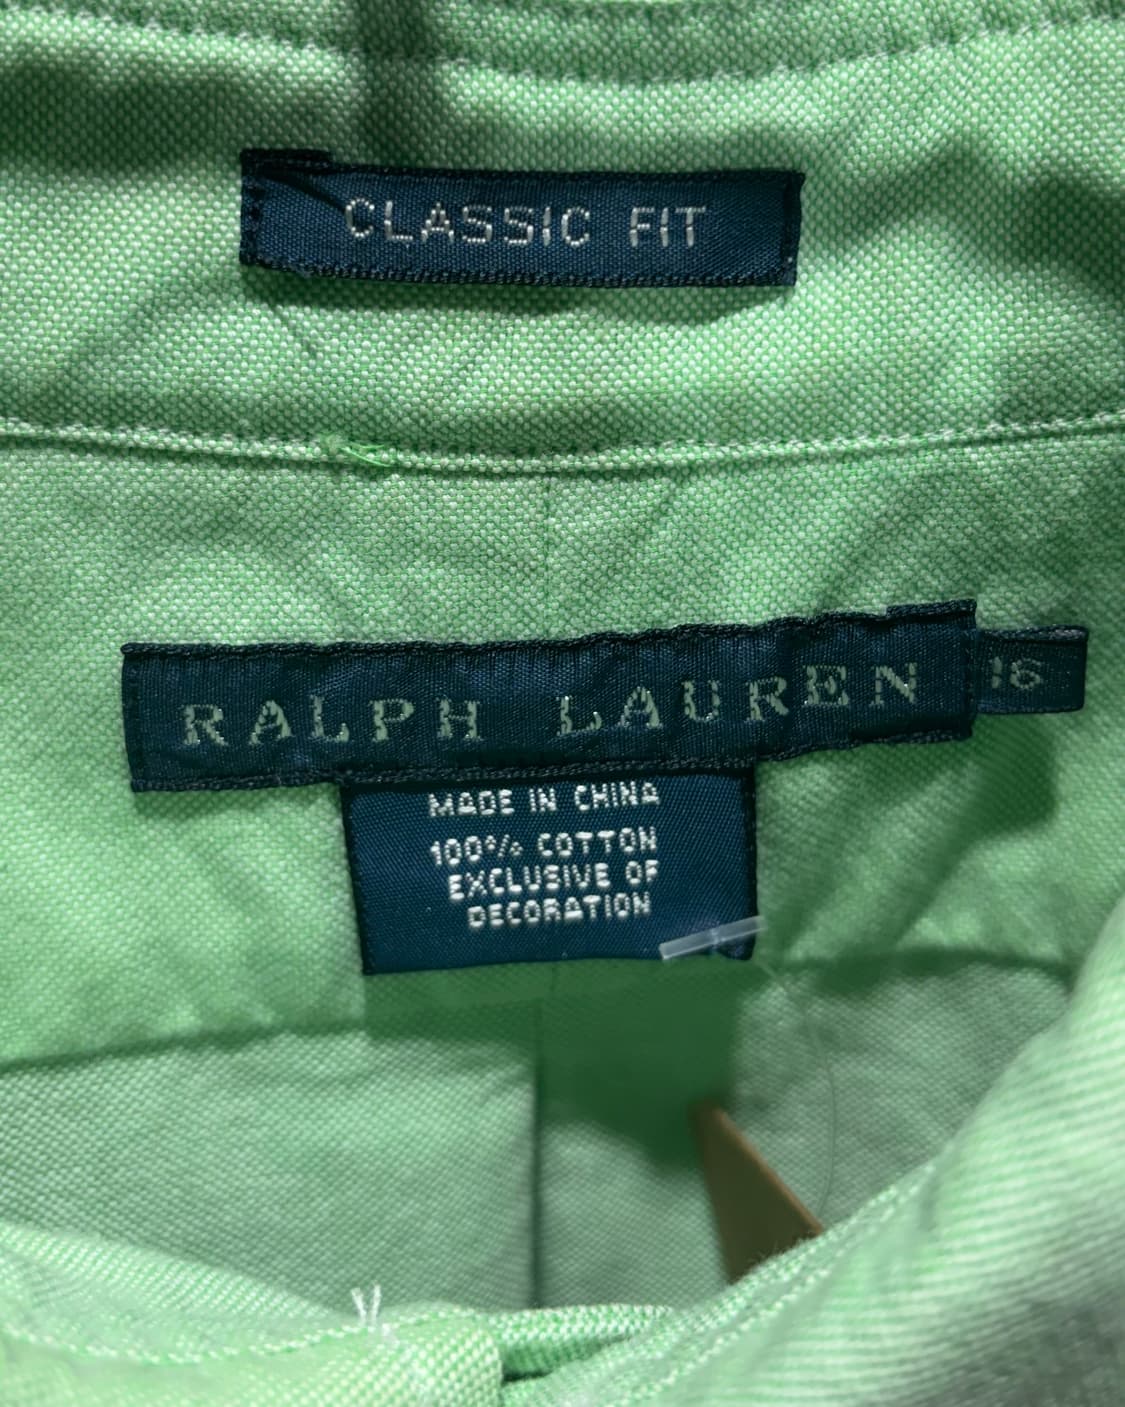 CLASSIC FIT
RALPH LAUREN 16
MADE IN CHINA
100% COTTON
EXCLUSIVE OF
DECORATION